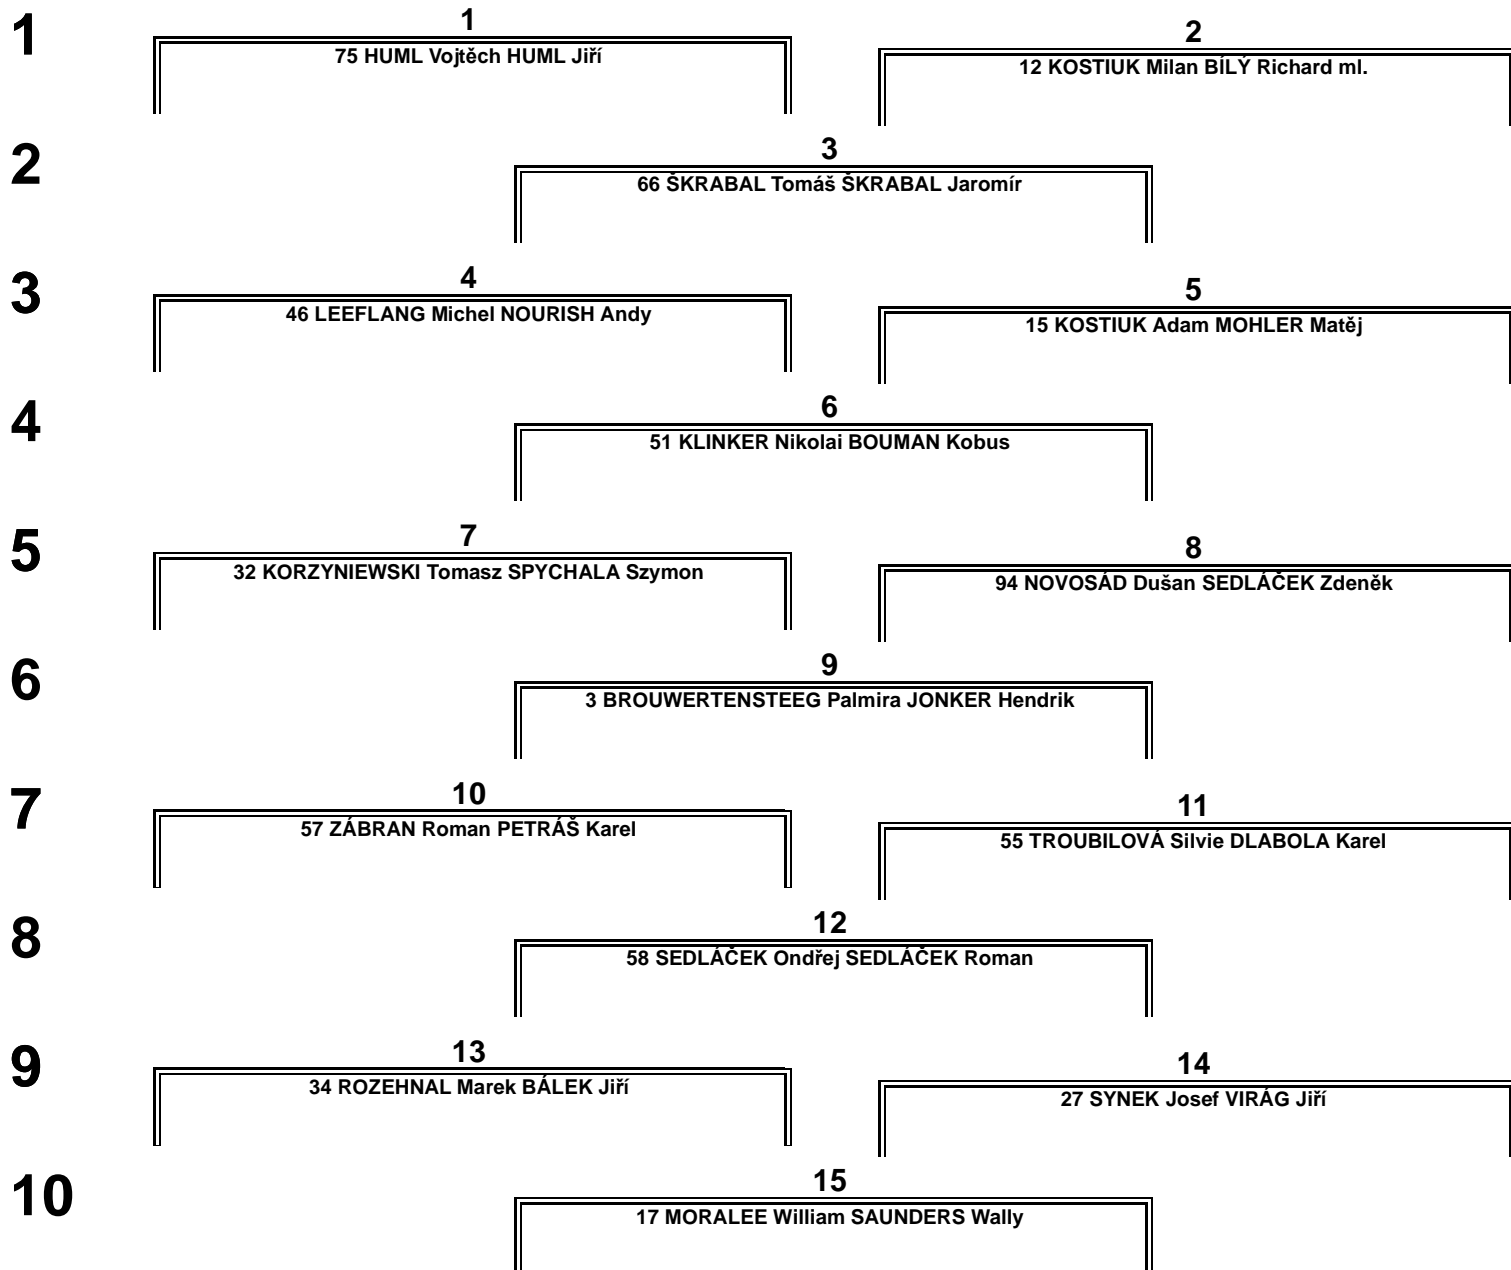 1
1
75 HUML Vojtěch HUML Jiří
2
12 KOSTIUK Milan BÍLÝ Richard ml.
2
3
66 ŠKRABAL Tomáš ŠKRABAL Jaromír
3
4
46 LEEFLANG Michel NOURISH Andy
5
15 KOSTIUK Adam MOHLER Matěj
4
6
51 KLINKER Nikolai BOUMAN Kobus
5
7
32 KORZYNIEWSKI Tomasz SPYCHALA Szymon
8
94 NOVOSÁD Dušan SEDLÁČEK Zdeněk
6
9
3 BROUWERTENSTEEG Palmira JONKER Hendrik
7
10
57 ZÁBRAN Roman PETRÁŠ Karel
11
55 TROUBILOVÁ Silvie DLABOLA Karel
8
12
58 SEDLÁČEK Ondřej SEDLÁČEK Roman
9
13
34 ROZEHNAL Marek BÁLEK Jiří
14
27 SYNEK Josef VIRÁG Jiří
10
15
17 MORALEE William SAUNDERS Wally